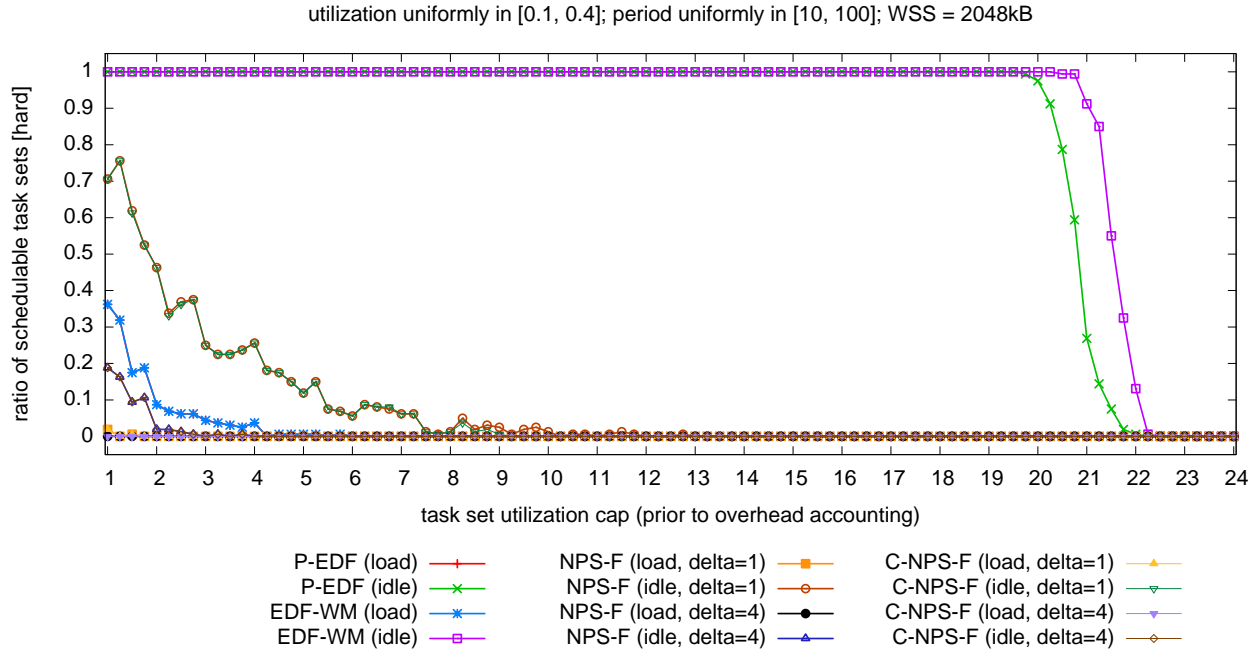 utilization uniformly in [0.1, 0.4]; period uniformly in [10, 100]; WSS = 2048kB
ratio of schedulable task sets [hard]
1
0.9
0.8
0.7
0.6
0.5
0.4
0.3
0.2
0.1
0
1 2 3 4 5 6 7 8 9 10 11 12 13 14 15 16 17 18 19 20 21 22 23 24
task set utilization cap (prior to overhead accounting)
P-EDF (load)
P-EDF (idle)
EDF-WM (load)
EDF-WM (idle)
NPS-F (load, delta=1)
NPS-F (idle, delta=1)
NPS-F (load, delta=4)
NPS-F (idle, delta=4)
C-NPS-F (load, delta=1)
C-NPS-F (idle, delta=1)
C-NPS-F (load, delta=4)
C-NPS-F (idle, delta=4)